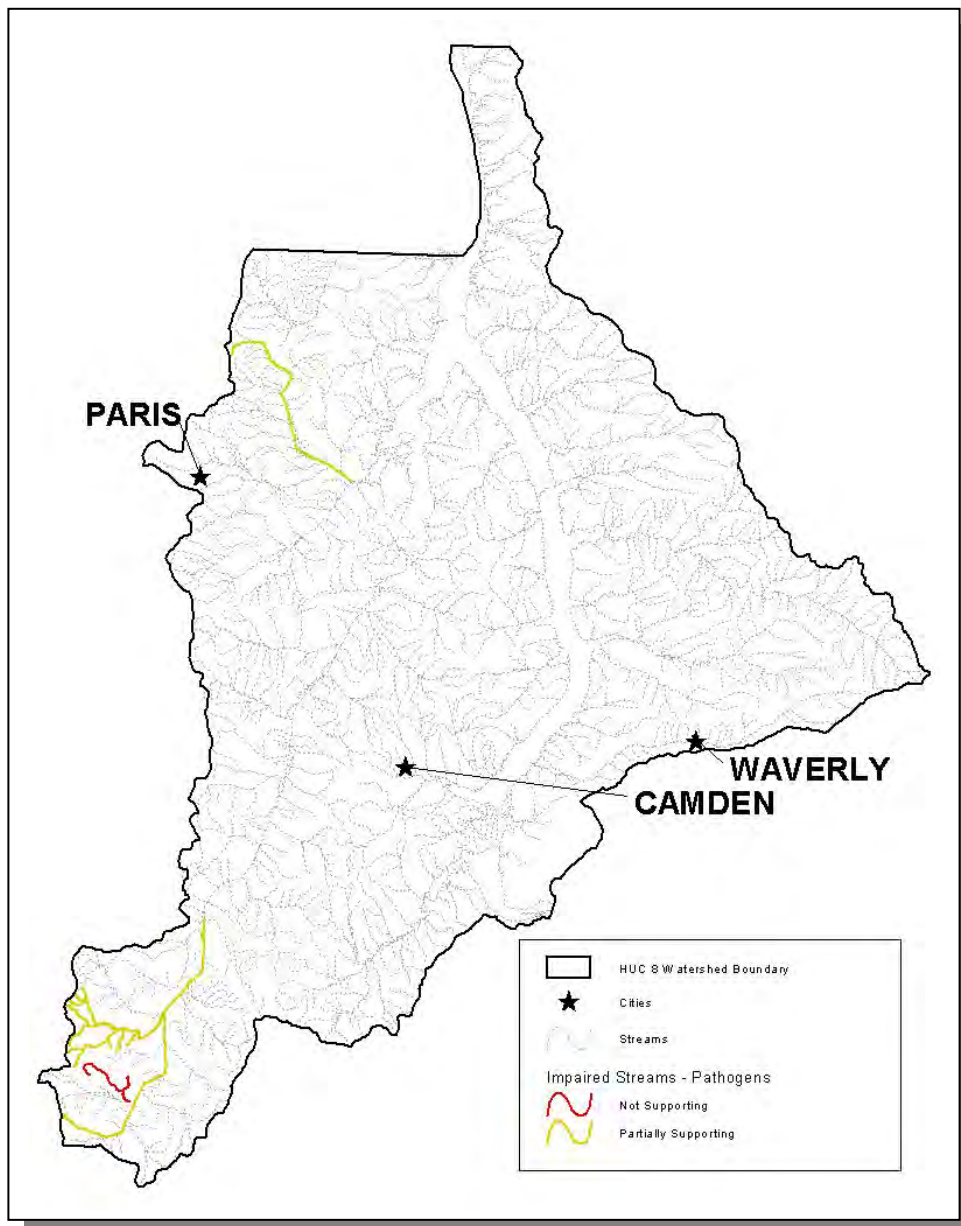 PARIS
WAVERLY
CAMDEN
HUC 8 Watershed Boundary
Cities
Streams
Impaired Streams - Pathogens
Not Supporting
Partially Supporting